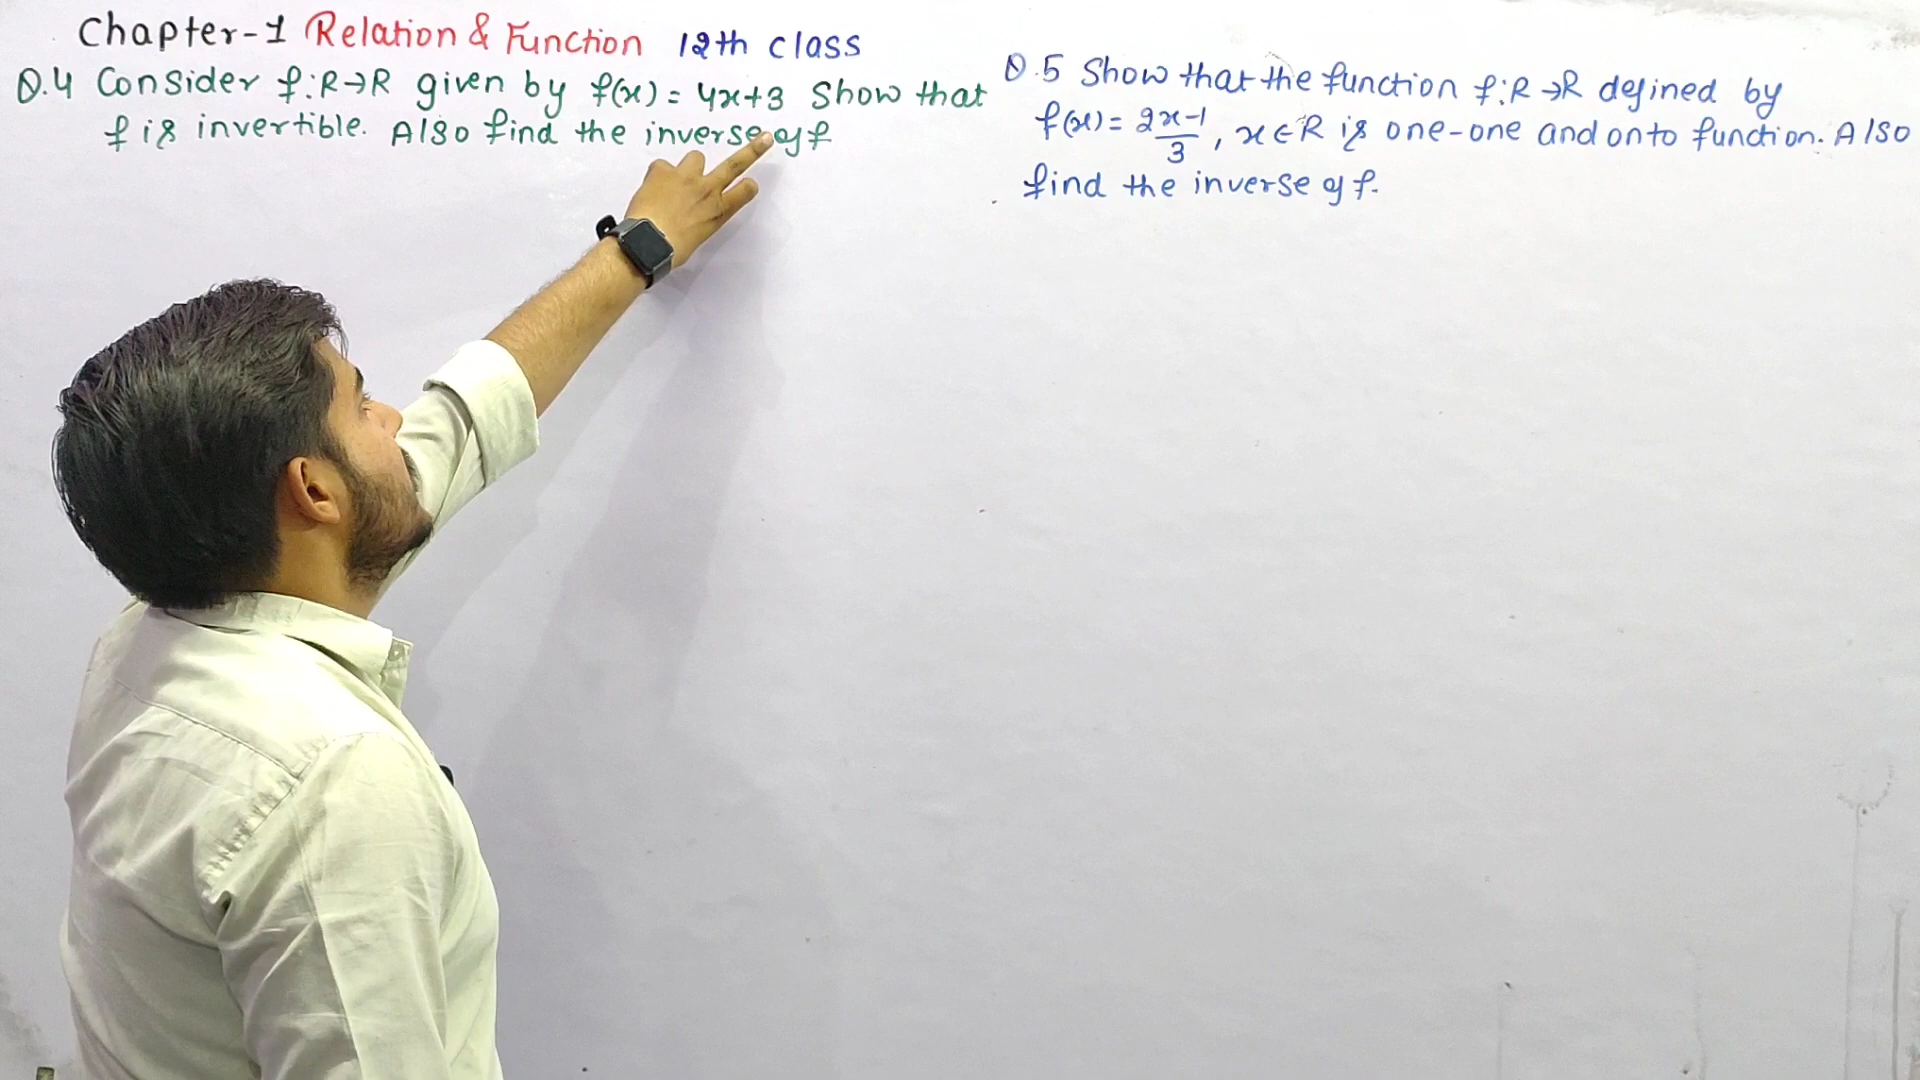 Chapter-1 Relation & Function 12th class
Q.4 Consider f:R→R given by f(x) = 4x+3 Show that
f is invertible. Also find the inverse of f
Q.5 Show that the function f:R→R defined by
f(x) = 2x-1/3, x∈R is one-one and onto function. Also
find the inverse of f.